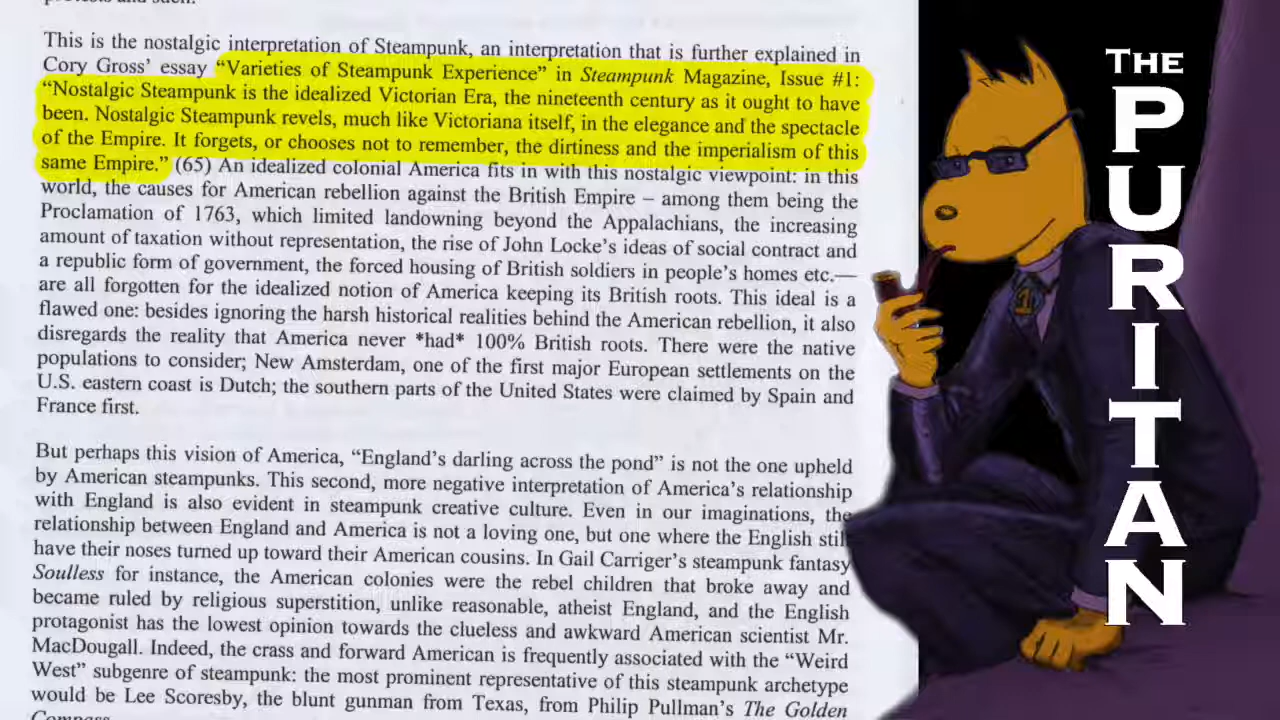 This is the nostalgic interpretation of Steampunk, an interpretation that is further explained in
Cory Gross’ essay “Varieties of Steampunk Experience” in Steampunk Magazine, Issue #1:
“Nostalgic Steampunk is the idealized Victorian Era, the nineteenth century as it ought to have
been. Nostalgic Steampunk revels, much like Victoriana itself, in the elegance and the spectacle
of the Empire. It forgets, or chooses not to remember, the dirtiness and the imperialism of this
same Empire.” (65) An idealized colonial America fits in with this nostalgic viewpoint: in this
world, the causes for American rebellion against the British Empire – among them being the
Proclamation of 1763, which limited landowning beyond the Appalachians, the increasing
amount of taxation without representation, the rise of John Locke’s ideas of social contract and
a republic form of government, the forced housing of British soldiers in people’s homes etc.—
are all forgotten for the idealized notion of America keeping its British roots. This ideal is a
flawed one: besides ignoring the harsh historical realities behind the American rebellion, it also
disregards the reality that America never *had* 100% British roots. There were the native
populations to consider; New Amsterdam, one of the first major European settlements on the
U.S. eastern coast is Dutch; the southern parts of the United States were claimed by Spain and
France first.
But perhaps this vision of America, “England’s darling across the pond” is not the one upheld
by American steampunks. This second, more negative interpretation of America’s relationship
with England is also evident in steampunk creative culture. Even in our imaginations, the
relationship between England and America is not a loving one, but one where the English still
have their noses turned up toward their American cousins. In Gail Carriger’s steampunk fantasy
Soulless for instance, the American colonies were the rebel children that broke away and
became ruled by religious superstition, unlike reasonable, atheist England, and the English
protagonist has the lowest opinion towards the clueless and awkward American scientist Mr.
MacDougall. Indeed, the crass and forward American is frequently associated with the “Weird
West” subgenre of steampunk: the most prominent representative of this steampunk archetype
would be Lee Scoresby, the blunt gunman from Texas, from Philip Pullman’s The Golden
THE
PURITAN